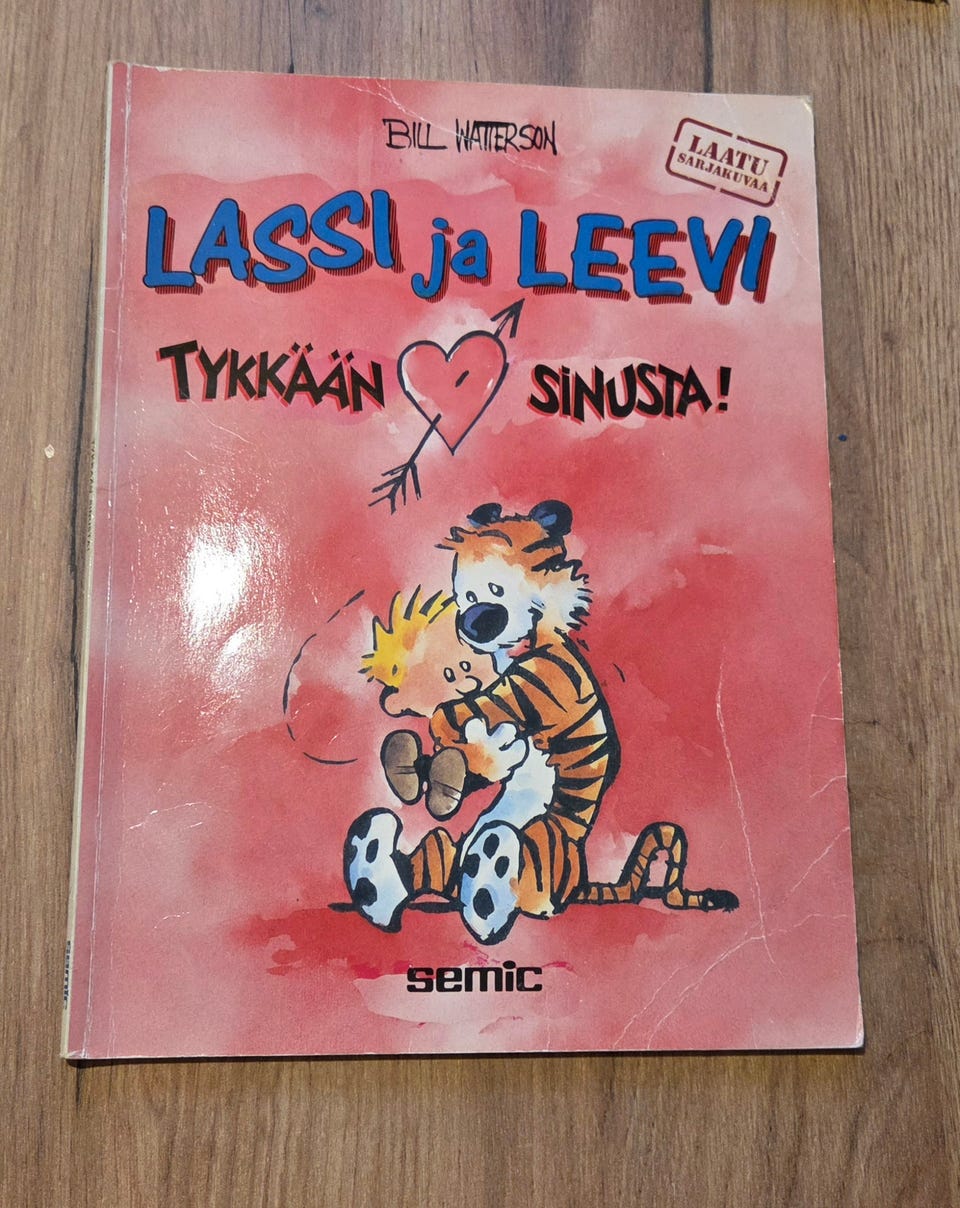 BILL WATTERSON
LAATU
SARJAKUVAA
LASSI ja LEEVI
TYKKÄÄN SINUSTA!
semic